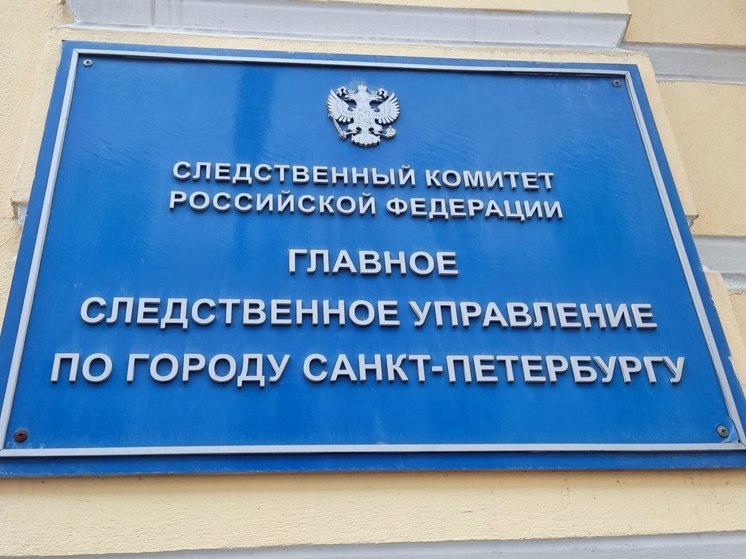 СЛЕДСТВЕННЫЙ КОМИТЕТ
РОССИЙСКОЙ ФЕДЕРАЦИИ
ГЛАВНОЕ
СЛЕДСТВЕННОЕ УПРАВЛЕНИЕ
ПО ГОРОДУ САНКТ-ПЕТЕРБУРГУ